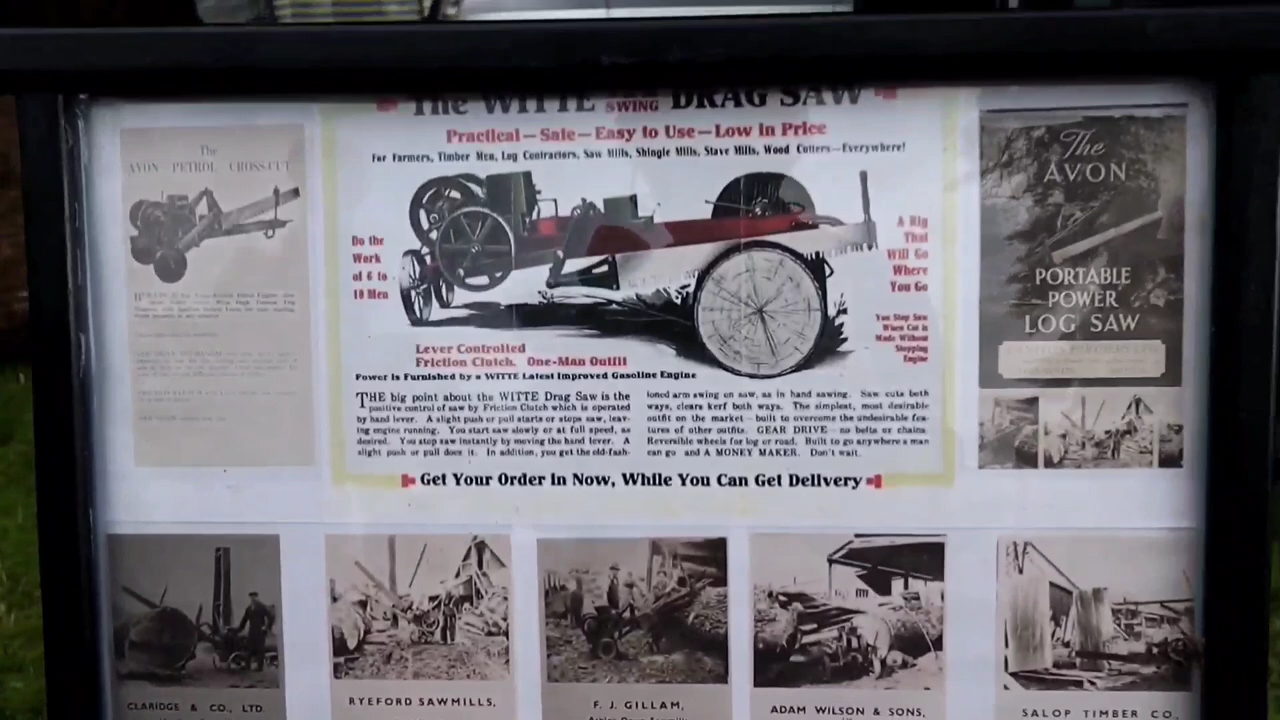 The WITTE SWING DRAG SAW
Practical—Safe—Easy to Use—Low in Price
For Farmers, Timber Men, Log Contractors, Saw Mills, Shingle Mills, Stave Mills, Wood Cutters—Everywhere!
The
AVON PETROL CROSS-CUT
Do the
Work
of 6 to
10 Men
A Rig
That
Will Go
Where
You Go
You Stop Saw
When Cut is
Made Without
Stopping
Engine
Lever Controlled
Friction Clutch. One-Man Outfit
Power is Furnished by a WITTE Latest Improved Gasoline Engine
THE big point about the WITTE Drag Saw is the
positive control of saw by Friction Clutch which is operated
by hand lever. A slight push or pull starts or stops saw, leav-
ing engine running. You start saw slowly or at full speed, as
desired. You stop saw instantly by moving the hand lever. A
slight push or pull does it. In addition, you get the old-fash-
ioned arm swing on saw, as in hand sawing. Saw cuts both
ways, clears kerf both ways. The simplest, most desirable
outfit on the market—built to overcome the undesirable fea-
tures of other outfits. GEAR DRIVE—no belts or chains.
Reversible wheels for log or road. Built to go anywhere a man
can go and A MONEY MAKER. Don't wait.
Get Your Order in Now, While You Can Get Delivery
The
AVON
PORTABLE
POWER
LOG SAW
CLARIDGE & CO., LTD.
RYEFORD SAWMILLS,
F. J. GILLAM,
ADAM WILSON & SONS,
SALOP TIMBER CO.